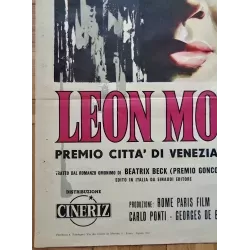 LEON MO
PREMIO CITTA' DI VENEZIA
TRATTO DAL ROMANZO OMONIMO DI BEATRIX BECK (PREMIO GONCO
EDITO IN ITALIA DA EINAUDI EDITORE
DISTRIBUZIONE
CINERIZ
PRODUZIONE: ROME PARIS FILM
CARLO PONTI - GEORGES DE B